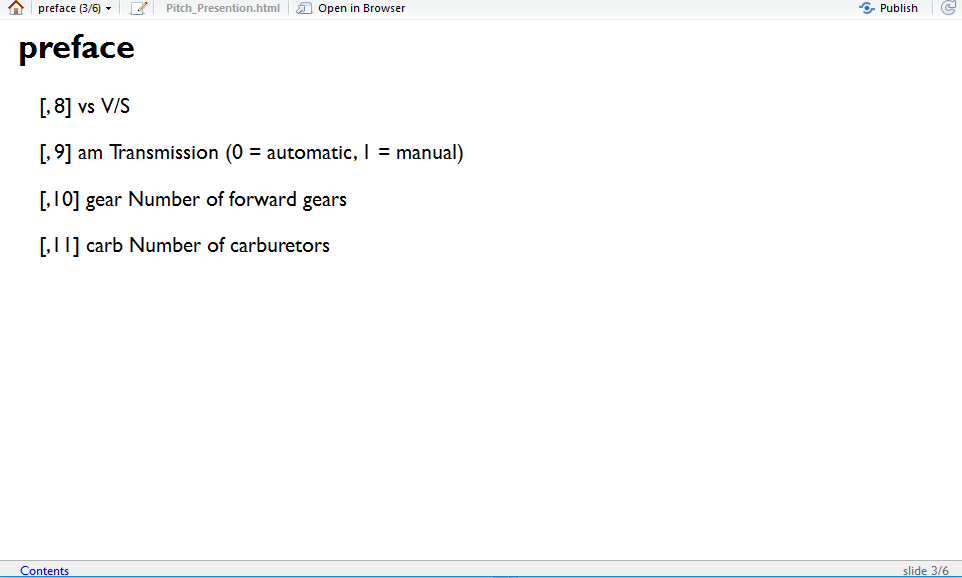 preface (3/6) Pitch_Presention.html Open in Browser Publish
preface
[, 8] vs V/S
[, 9] am Transmission (0 = automatic, 1 = manual)
[,10] gear Number of forward gears
[,11] carb Number of carburetors
Contents slide 3/6